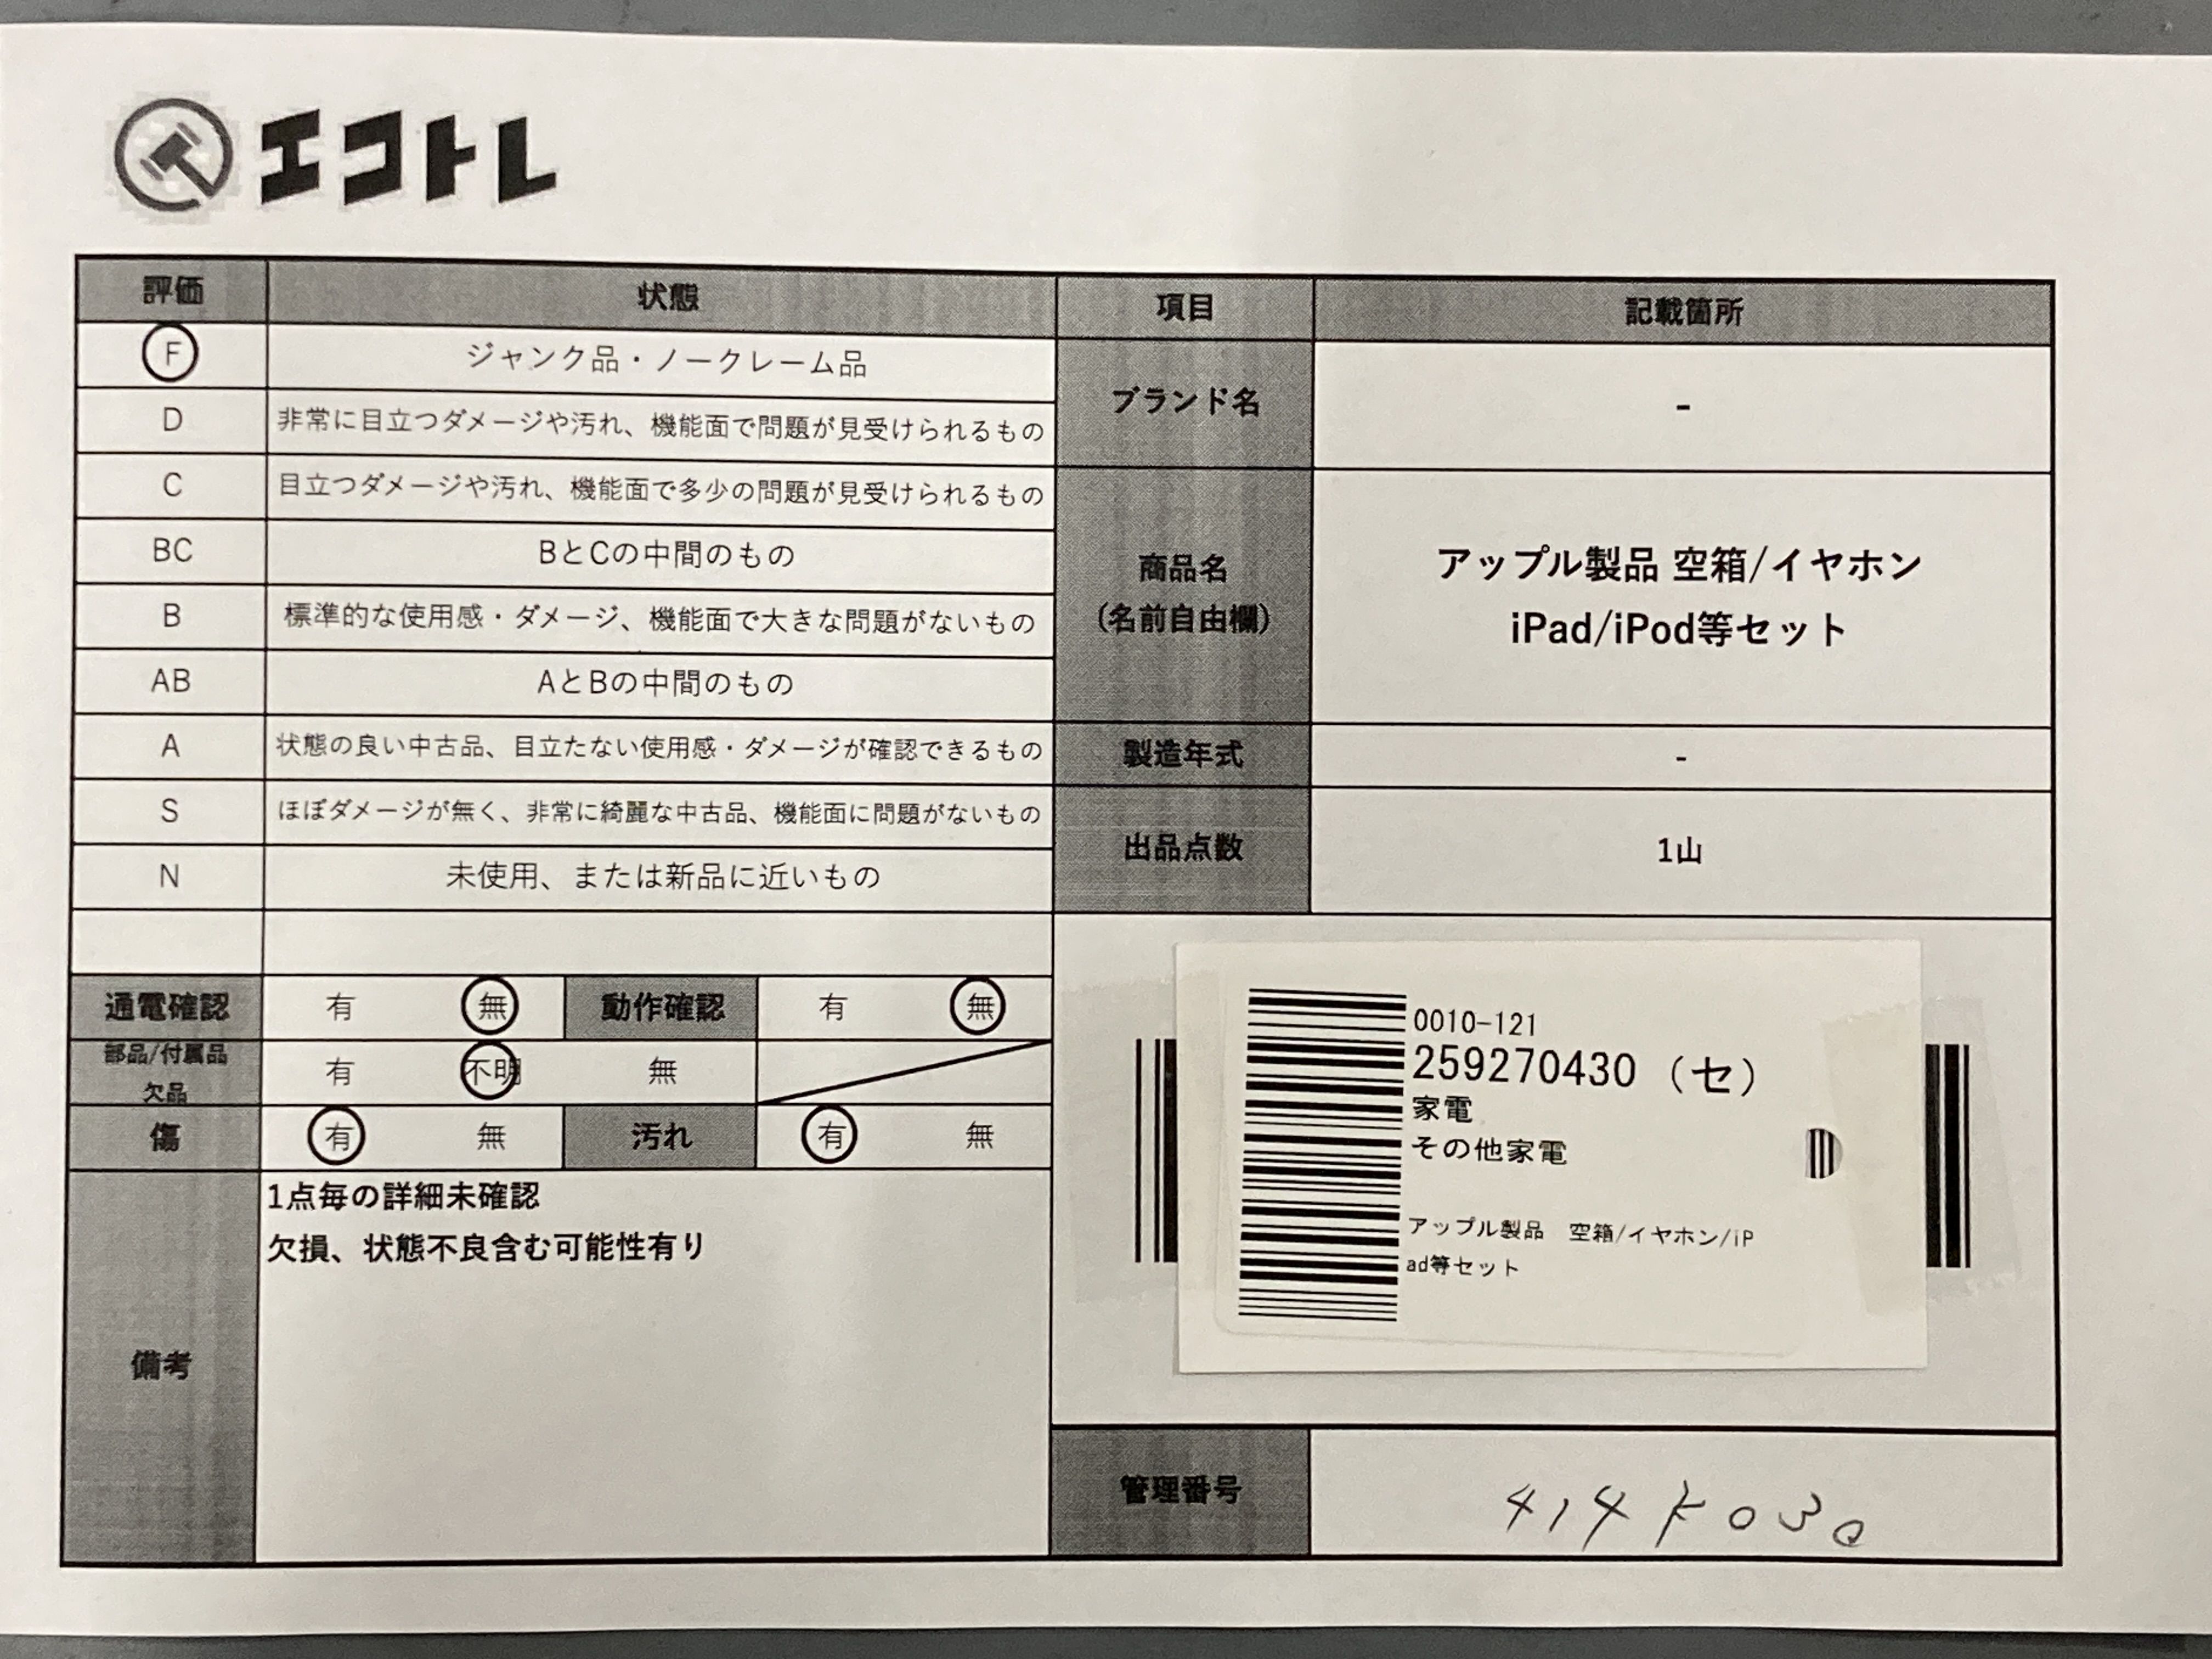 エコトレ
評価 状態
F ジャンク品・ノークレーム品
D 非常に目立つダメージや汚れ、機能面で問題が見受けられるもの
C 目立つダメージや汚れ、機能面で多少の問題が見受けられるもの
BC BとCの中間のもの
B 標準的な使用感・ダメージ、機能面で大きな問題がないもの
AB AとBの中間のもの
A 状態の良い中古品、目立たない使用感・ダメージが確認できるもの
S ほぼダメージが無く、非常に綺麗な中古品、機能面に問題がないもの
N 未使用、または新品に近いもの
通電確認 有 無 動作確認 有 無
部品/付属品
欠品 有 不明 無
傷 有 無 汚れ 有 無
備考
1点毎の詳細未確認
欠損、状態不良含む可能性有り
項目 記載箇所
ブランド名 -
商品名
(名前自由欄)
アップル製品 空箱/イヤホン
iPad/iPod等セット
製造年式 -
出品点数 1山
0010-121
259270430 (セ)
家電
その他家電
アップル製品 空箱/イヤホン/iP
ad等セット
管理番号 414